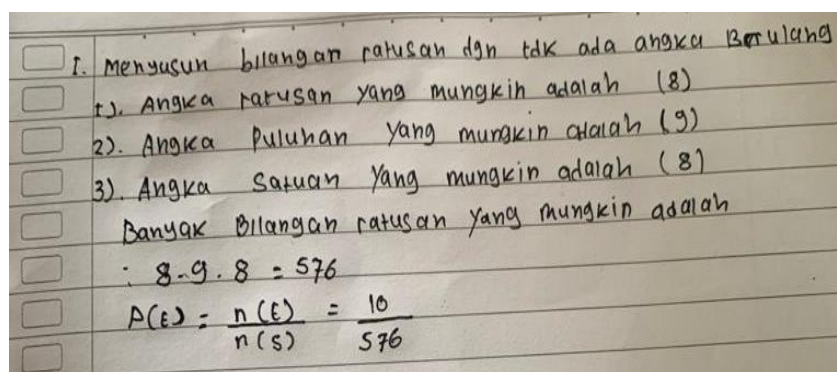 I. Menyusun bilangan ratusan dgn tdk ada angka Berulang
1). Angka ratusan yang mungkin adalah (8)
2). Angka Puluhan yang mungkin adalah (9)
3). Angka Satuan Yang mungkin adalah (8)
Banyak Bilangan ratusan yang mungkin adalah
: 8.9.8 = 576
P(E) = n(E)/n(S) = 10/576